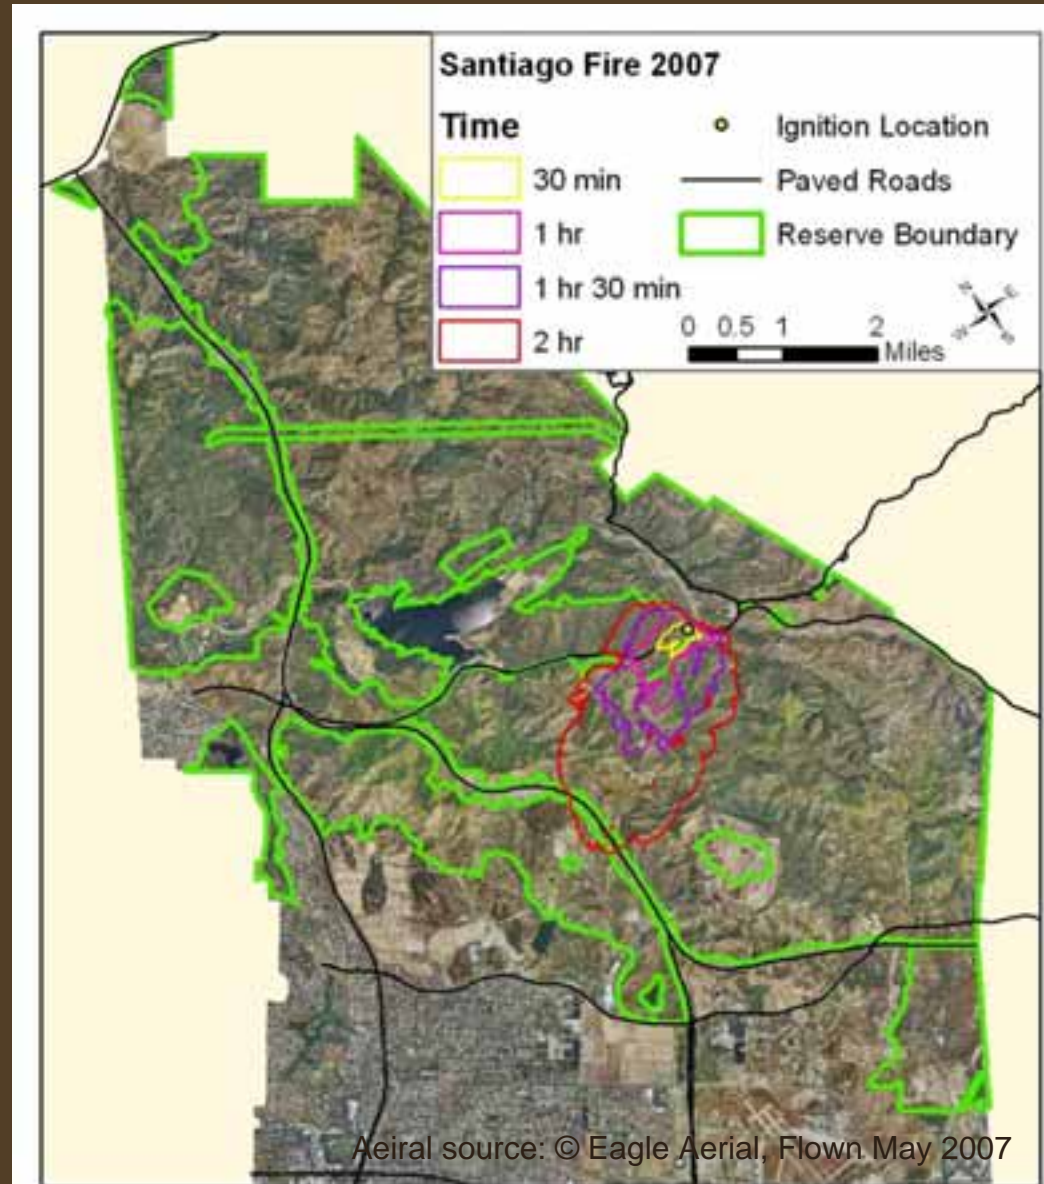 Santiago Fire 2007
Time
Ignition Location
30 min
Paved Roads
1 hr
Reserve Boundary
1 hr 30 min
2 hr
0 0.5 1 2
Miles
N
E
W
S
Aeiral source: © Eagle Aerial, Flown May 2007